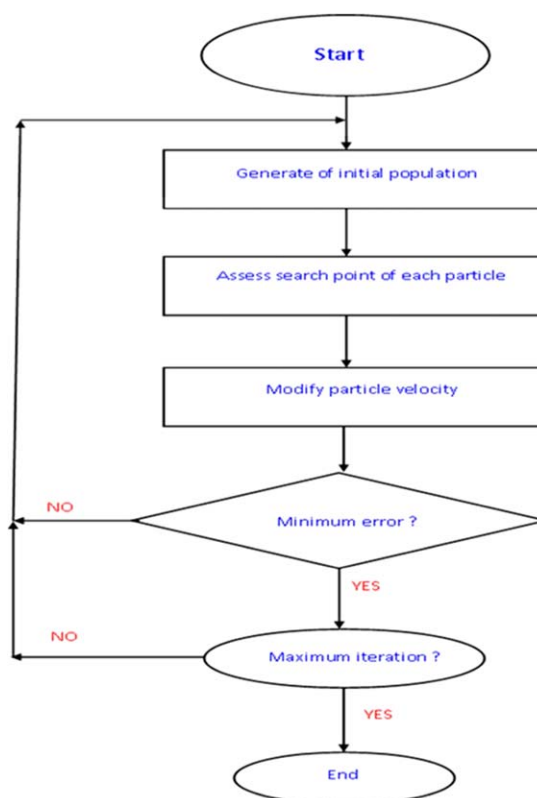 Start
Generate of initial population
Assess search point of each particle
Modify particle velocity
NO
Minimum error ?
YES
NO
Maximum iteration ?
YES
End